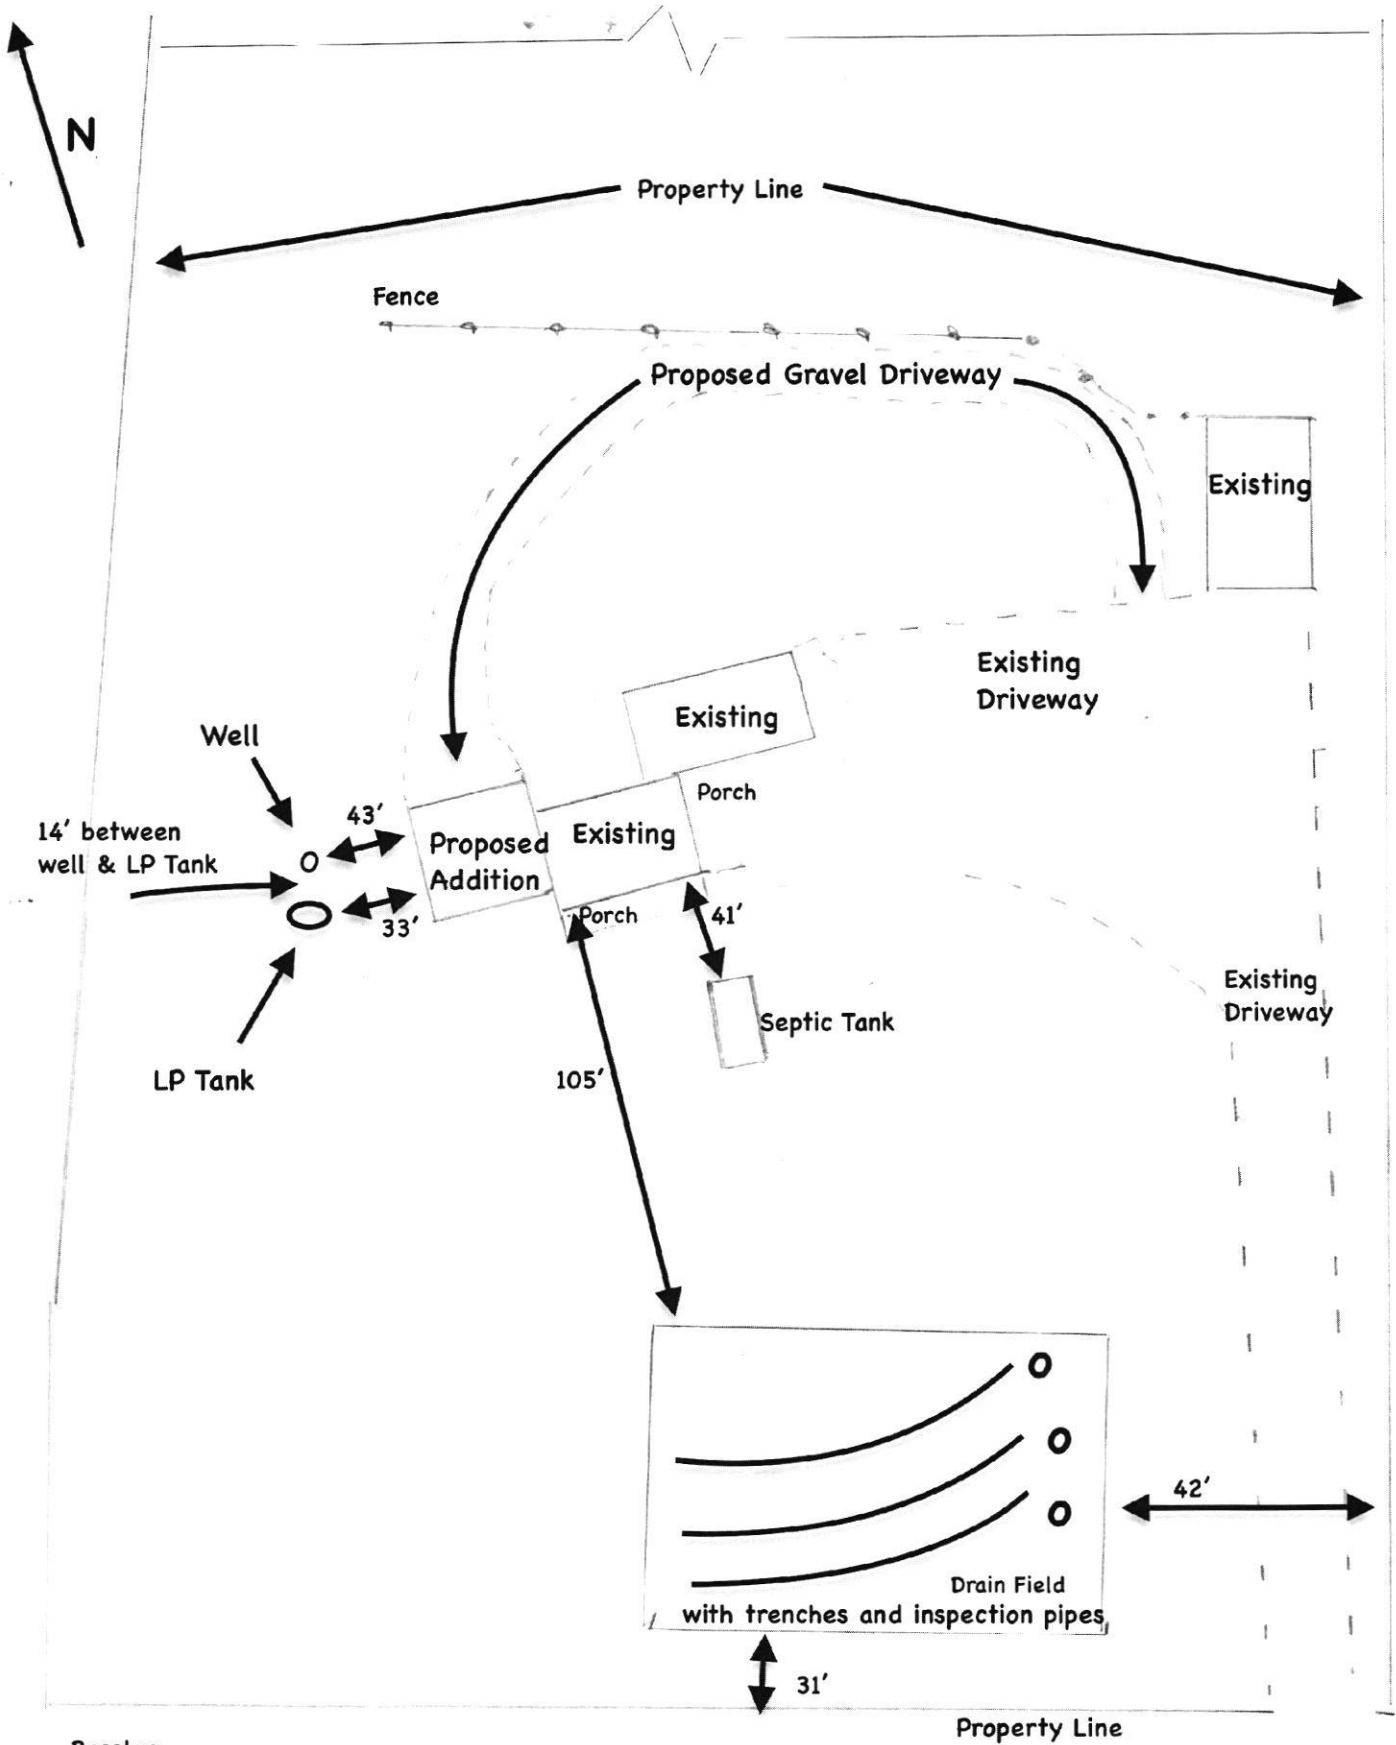 N
Property Line
Fence
Proposed Gravel Driveway
Existing
Existing
Driveway
Existing
Well
Porch
43'
14' between
well & LP Tank
Proposed
Addition
Existing
33'
Porch
41'
Existing
Driveway
Septic Tank
LP Tank
105'
42'
Drain Field
with trenches and inspection pipes
31'
Property Line